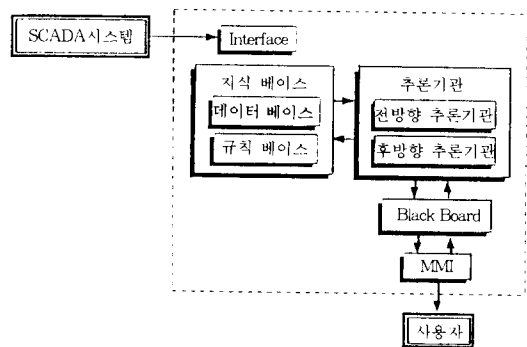 SCADA시스템
Interface
지식 베이스
데이터 베이스
규칙 베이스
추론기관
전방향 추론기관
후방향 추론기관
Black Board
MMI
사용자